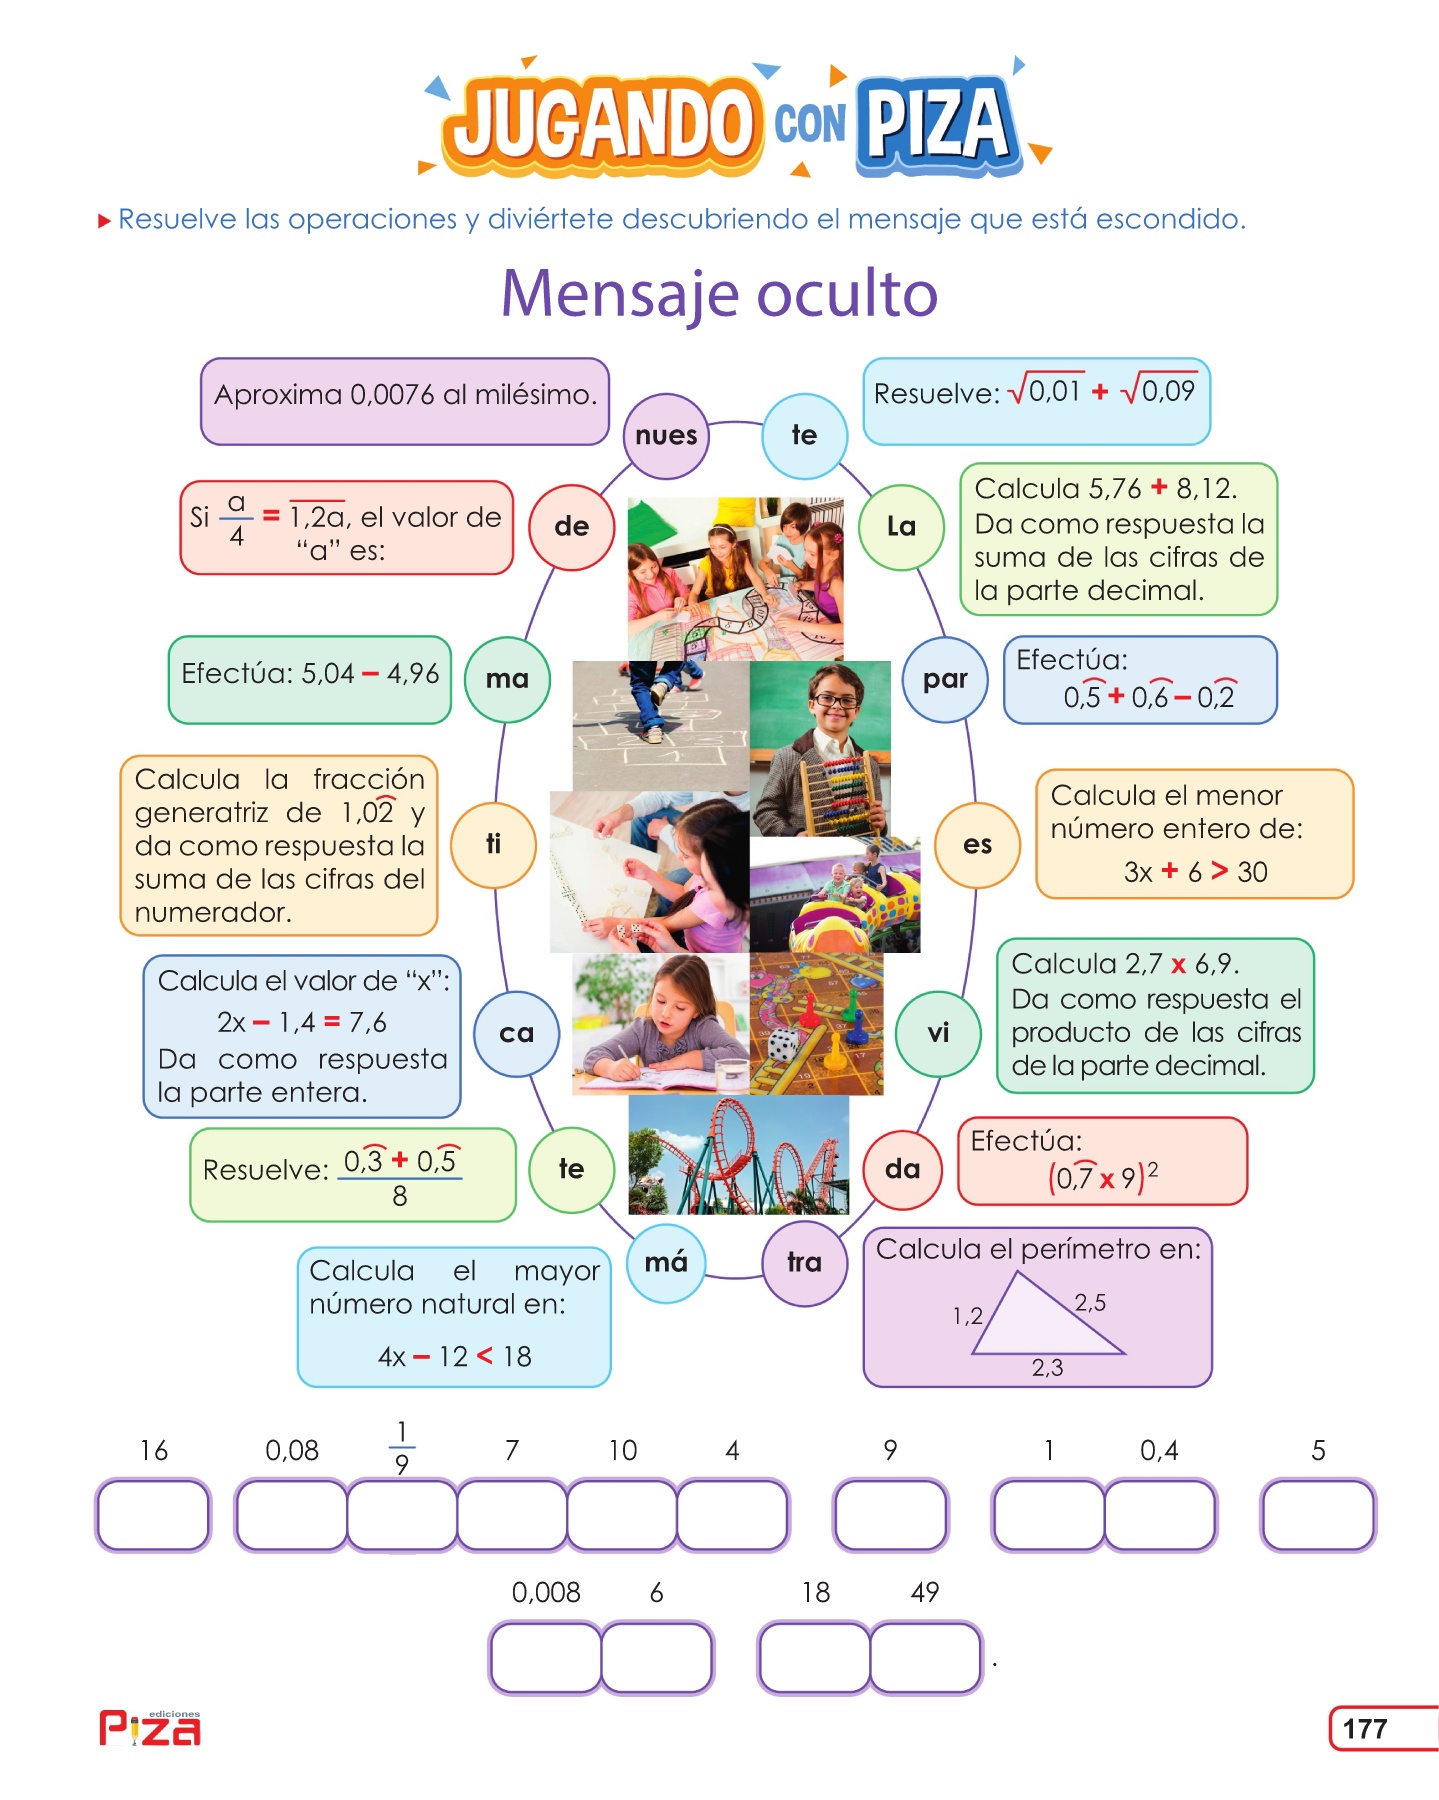 JUGANDO CON PIZA
Resuelve las operaciones y diviértete descubriendo el mensaje que está escondido.
Mensaje oculto
Aproxima 0,0076 al milésimo.
nues
te
Resuelve: √0,01 + √0,09
Si a/4 = 1,2a, el valor de
“a” es:
de
La
Calcula 5,76 + 8,12.
Da como respuesta la
suma de las cifras de
la parte decimal.
Efectúa: 5,04 – 4,96
ma
par
Efectúa:
0,5 + 0,6 – 0,2
Calcula la fracción
generatriz de 1,02 y
da como respuesta la
suma de las cifras del
numerador.
ti
es
Calcula el menor
número entero de:
3x + 6 > 30
Calcula el valor de “x”:
2x – 1,4 = 7,6
Da como respuesta
la parte entera.
ca
vi
Calcula 2,7 x 6,9.
Da como respuesta el
producto de las cifras
de la parte decimal.
Resuelve: 0,3 + 0,5
8
te
da
Efectúa:
(0,7 x 9)²
Calcula el mayor
número natural en:
4x – 12 < 18
má
tra
Calcula el perímetro en:
1,2
2,5
2,3
16 0,08 1/9 7 10 4 9 1 0,4 5
0,008 6 18 49
.
ediciones
Piza
177